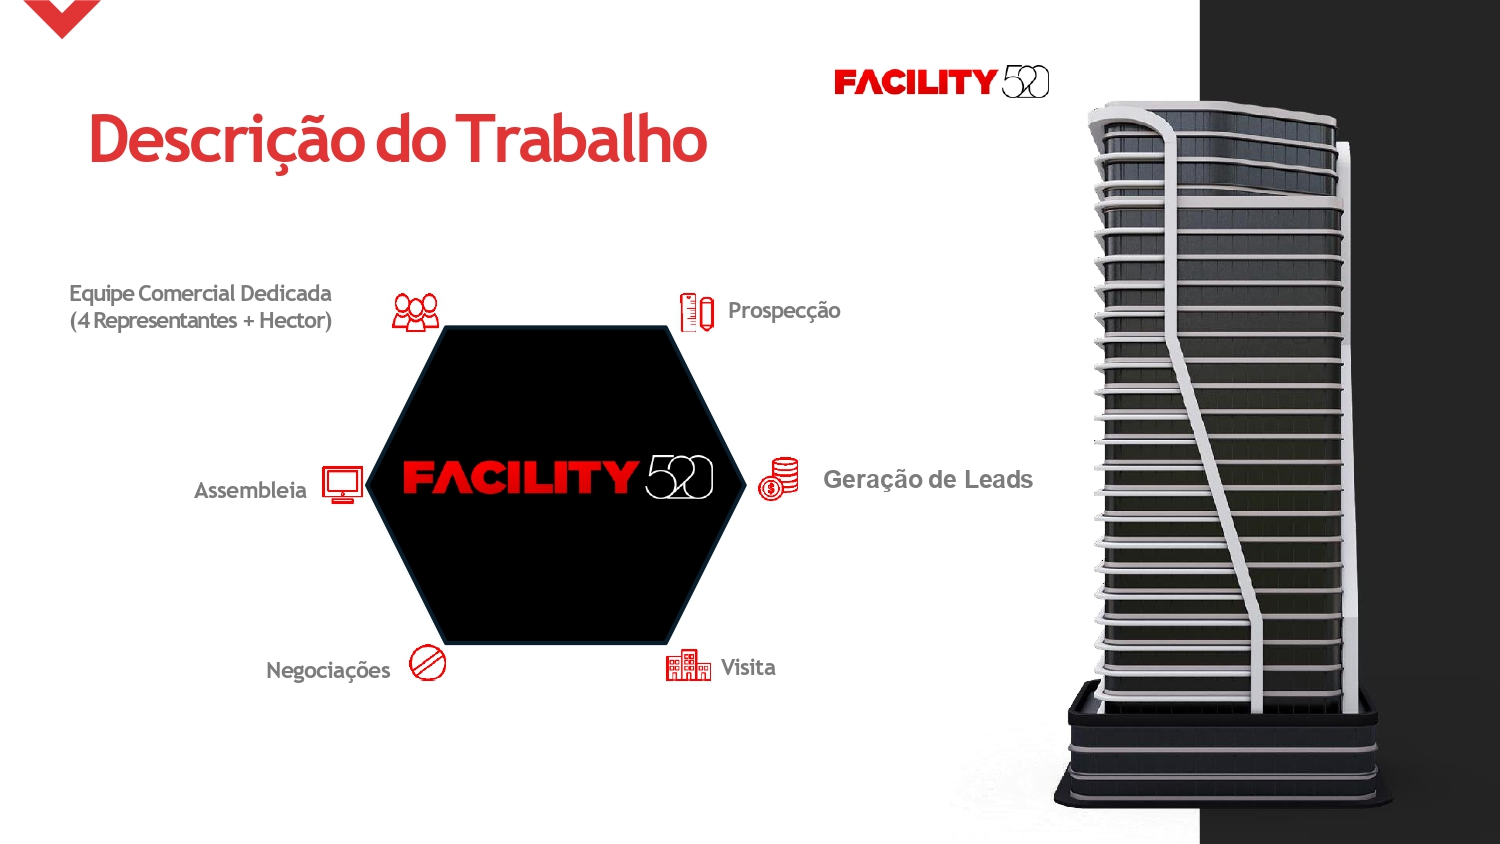 FACILITY 520
Descrição do Trabalho
Equipe Comercial Dedicada
(4 Representantes + Hector)
Prospecção
FACILITY 520
Geração de Leads
Assembleia
Negociações
Visita